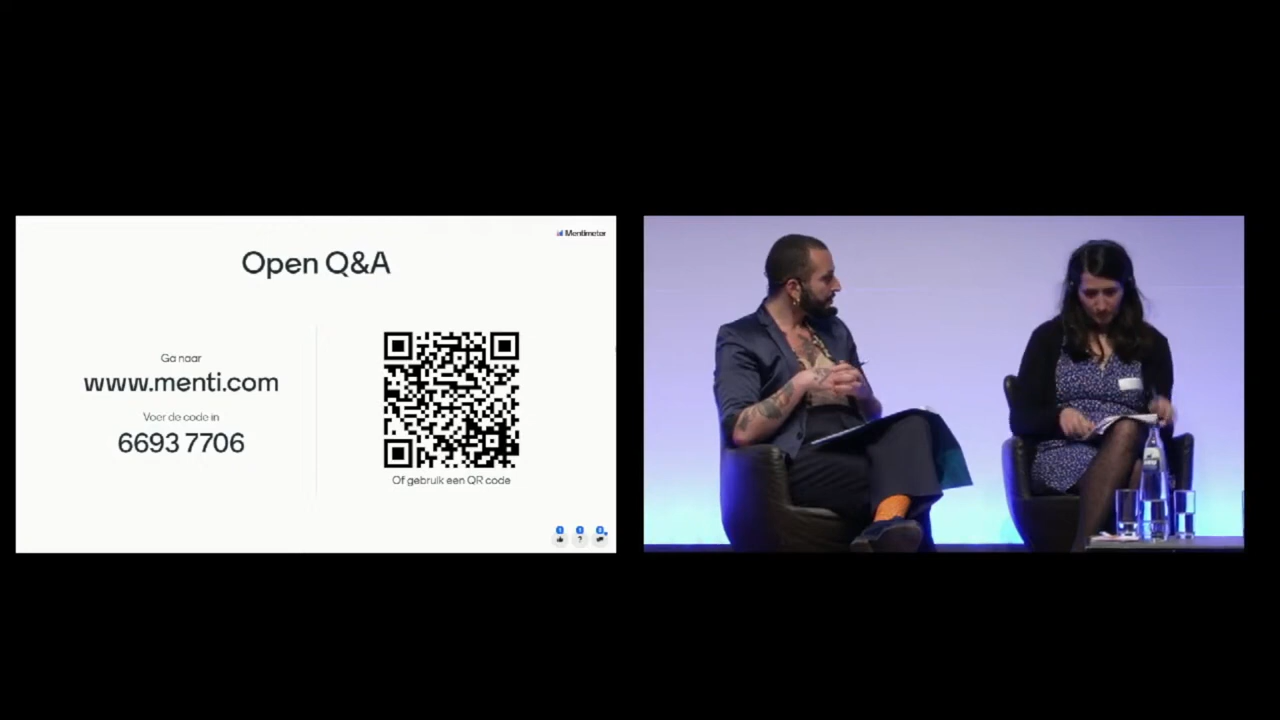 Mentimeter
Open Q&A
Ga naar
www.menti.com
Voer de code in
6693 7706
Of gebruik een QR code